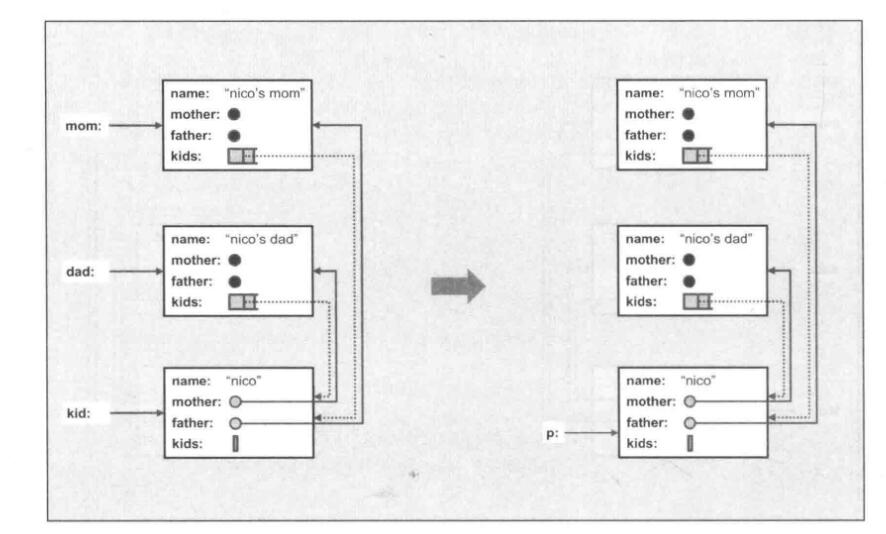 name: "nico's mom"
mother:
father:
kids:
mom:
name: "nico's dad"
mother:
father:
kids:
dad:
name: "nico"
mother:
father:
kids:
kid:
name: "nico's mom"
mother:
father:
kids:
name: "nico's dad"
mother:
father:
kids:
name: "nico"
mother:
father:
kids:
p: